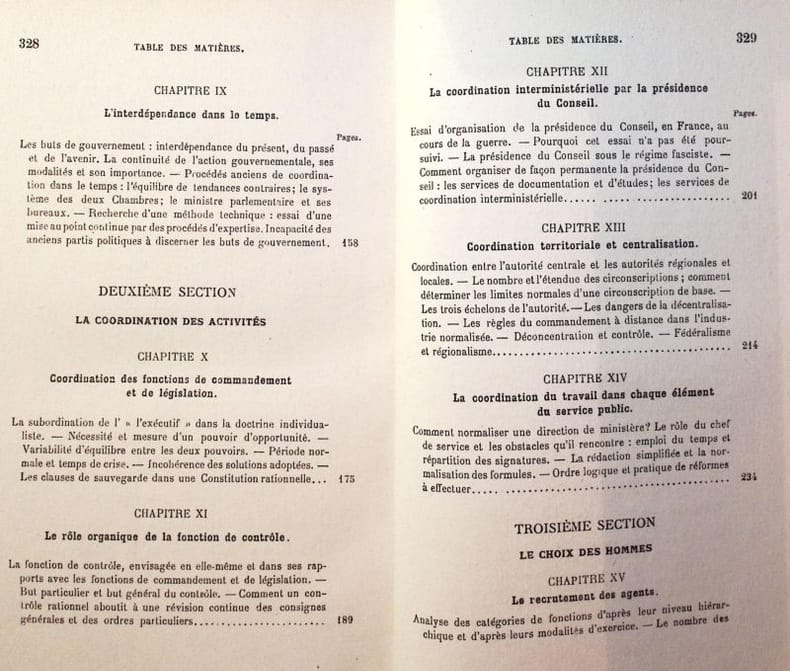 328
TABLE DES MATIÈRES.
CHAPITRE IX
L'interdépendance dans le temps.
Pages.
Les buts de gouvernement : interdépendance du présent, du passé
et de l'avenir. La continuité de l'action gouvernementale, ses
modalités et son importance. — Procédés anciens de coordina-
tion dans le temps : l'équilibre de tendances contraires; le sys-
tème des deux Chambres; le ministre parlementaire et ses
bureaux. — Recherche d'une méthode technique : essai d'une
mise au point continue par des procédés d'expertise. Incapacité des
anciens partis politiques à discerner les buts de gouvernement. 158
DEUXIÈME SECTION
LA COORDINATION DES ACTIVITÉS
CHAPITRE X
Coordination des fonctions de commandement
et de législation.
La subordination de l' « l'exécutif » dans la doctrine individua-
liste. — Nécessité et mesure d'un pouvoir d'opportunité. —
Variabilité d'équilibre entre les deux pouvoirs. — Période nor-
male et temps de crise. — Incohérence des solutions adoptées. —
Les clauses de sauvegarde dans une Constitution rationnelle... 175
CHAPITRE XI
Le rôle organique de la fonction de contrôle.
La fonction de contrôle, envisagée en elle-même et dans ses rap-
ports avec les fonctions de commandement et de législation. —
But particulier et but général du contrôle. — Comment un con-
trôle rationnel aboutit à une révision continue des consignes
générales et des ordres particuliers....................... 189
TABLE DES MATIÈRES.
329
CHAPITRE XII
La coordination interministérielle par la présidence
du Conseil.
Pages.
Essai d'organisation de la présidence du Conseil, en France, au
cours de la guerre. — Pourquoi cet essai n'a pas été pour-
suivi. — La présidence du Conseil sous le régime fasciste. —
Comment organiser de façon permanente la présidence du Con-
seil : les services de documentation et d'études; les services de
coordination interministérielle...... ..................... 201
CHAPITRE XIII
Coordination territoriale et centralisation.
Coordination entre l'autorité centrale et les autorités régionales et
locales. — Le nombre et l'étendue des circonscriptions; comment
déterminer les limites normales d'une circonscription de base. —
Les trois échelons de l'autorité. — Les dangers de la décentralisa-
tion. — Les règles du commandement à distance dans l'indus-
trie normalisée. — Déconcentration et contrôle. — Fédéralisme
et régionalisme........................................ 214
CHAPITRE XIV
La coordination du travail dans chaque élément
du service public.
Comment normaliser une direction de ministère? Le rôle du chef
de service et les obstacles qu'il rencontre : emploi du temps et
répartition des signatures. — La rédaction simplifiée et la nor-
malisation des formules. — Ordre logique et pratique de réformes
à effectuer..... ..................................... 234
TROISIÈME SECTION
LE CHOIX DES HOMMES
CHAPITRE XV
Le recrutement des agents.
Analyse des catégories de fonctions d'après leur niveau hiérar-
chique et d'après leurs modalités d'exercice. — Le nombre des